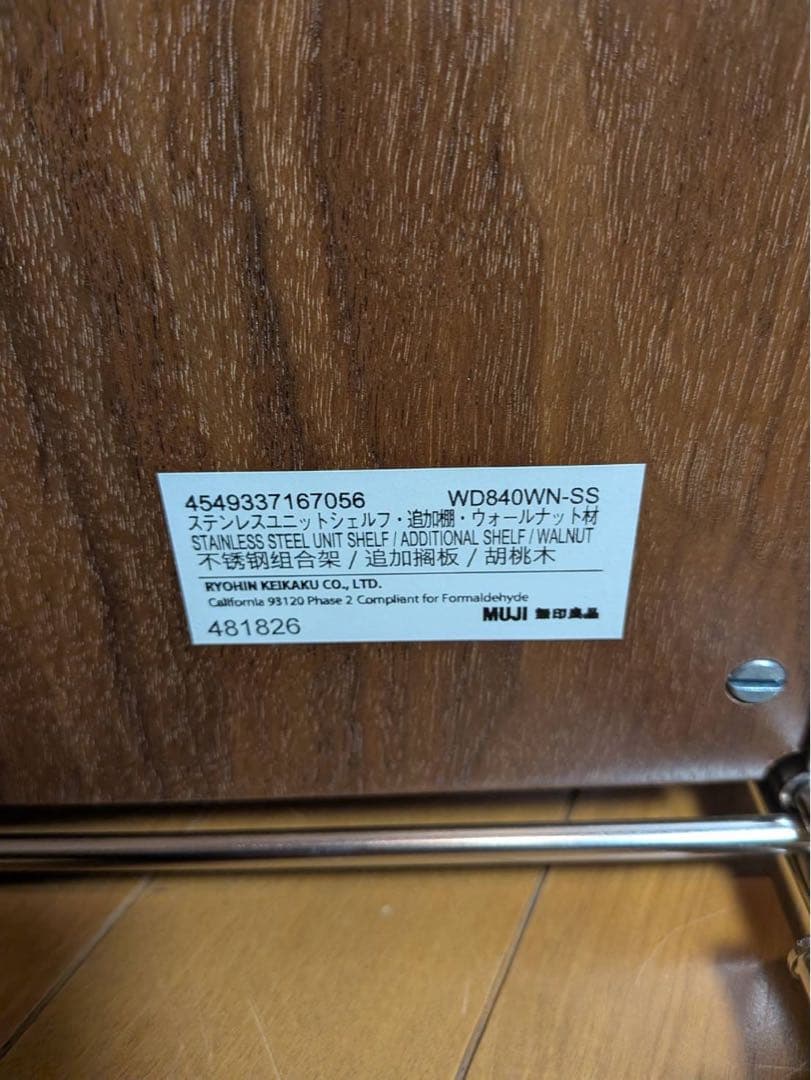 4549337167056 WD840WN-SS
ステンレスユニットシェルフ・追加棚・ウォールナット材
STAINLESS STEEL UNIT SHELF / ADDITIONAL SHELF / WALNUT
不锈钢组合架 / 追加搁板 / 胡桃木
RYOHIN KEIKAKU CO., LTD.
California 93120 Phase 2 Compliant for Formaldehyde
481826 MUJI 無印良品